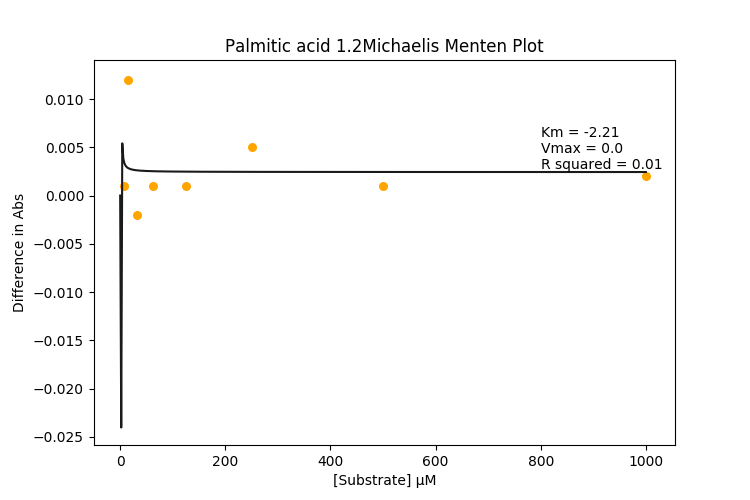 Palmitic acid 1.2Michaelis Menten Plot
0.010
0.005
0.000
−0.005
−0.010
−0.015
−0.020
−0.025
Difference in Abs
Km = -2.21
Vmax = 0.0
R squared = 0.01
0 200 400 600 800 1000
[Substrate] μM